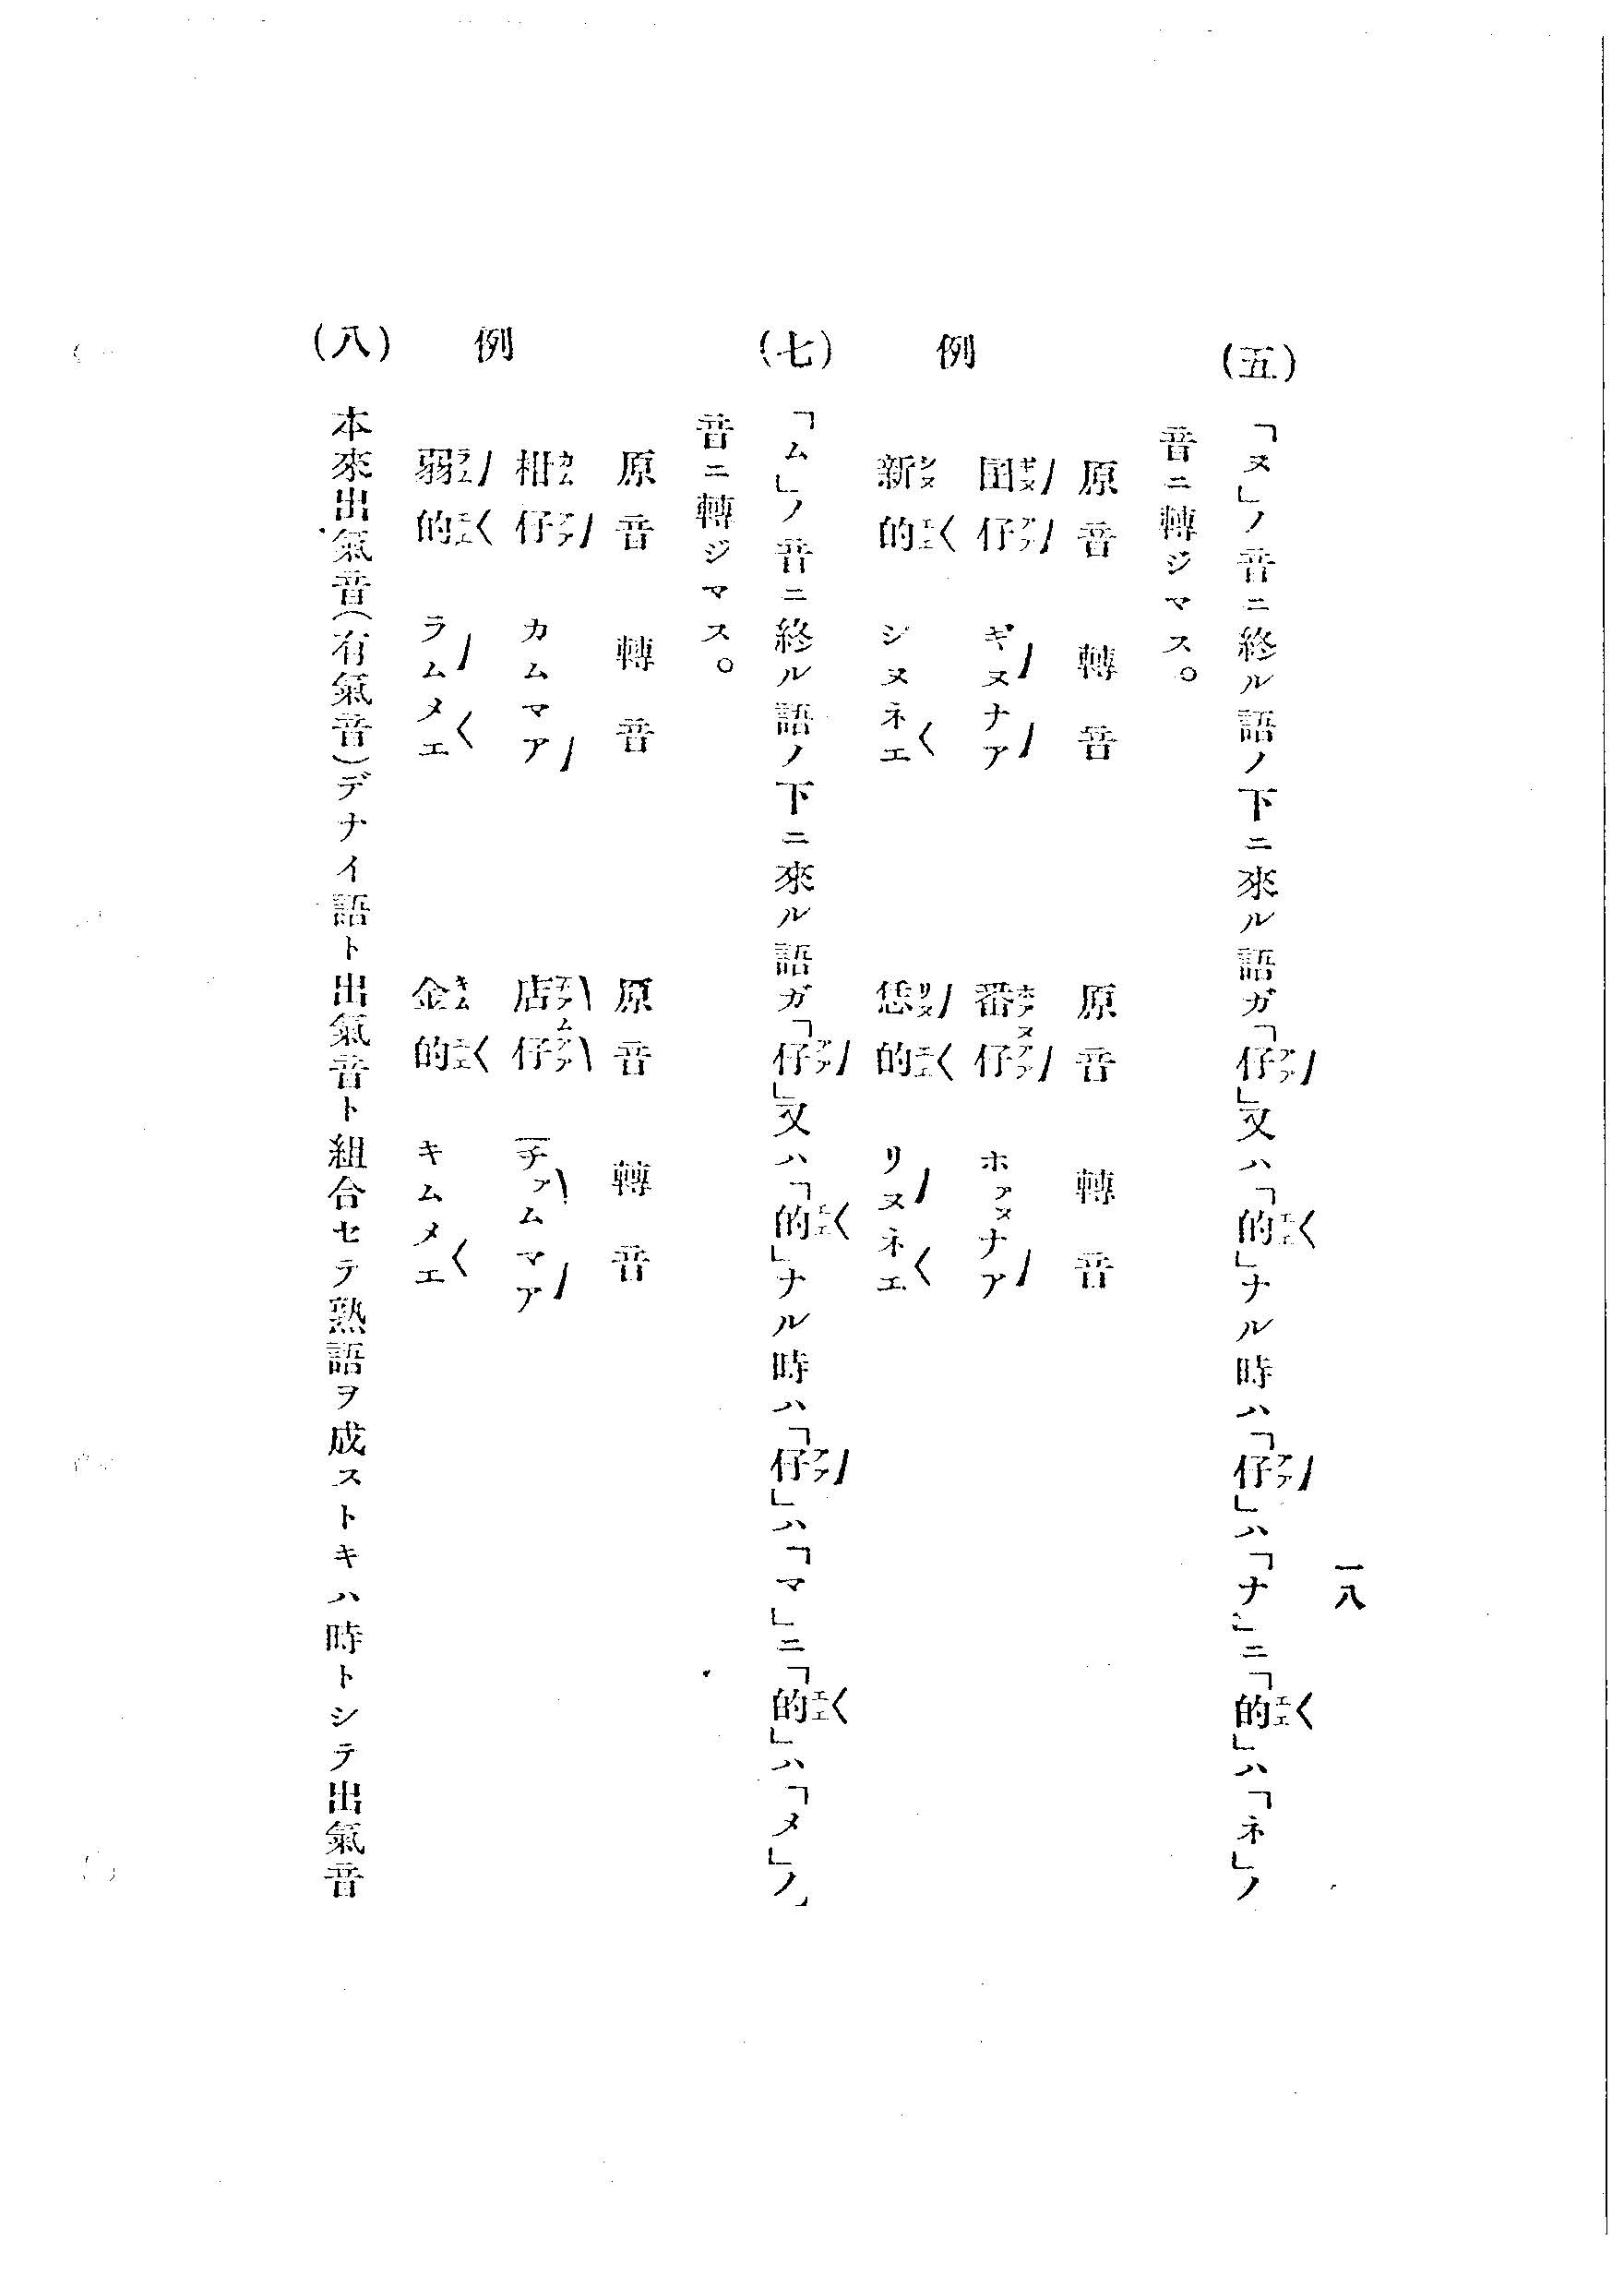 一八
(五)「ヌ」ノ音ニ終ル語ノ下ニ來ル語ガ「仔」又ハ「的」ナル時ハ「仔」ハ「ナ」ニ「的」ハ「ネ」ノ
音ニ轉ジマス。
原音 轉音 原音 轉音
例 囝仔 ギヌナア 番仔 ホァヌナア
新的 シヌネエ 恁的 リヌネエ
(七)「ム」ノ音ニ終ル語ノ下ニ來ル語ガ「仔」又ハ「的」ナル時ハ「仔」ハ「マ」ニ「的」ハ「メ」ノ
音ニ轉ジマス。
原音 轉音 原音 轉音
例 柑仔 カムマア 店仔 チァムマア
弱的 ラムメエ 金的 キムメエ
(八) 本來出氣音(有氣音)デナイ語ト出氣音ト組合セテ熟語ヲ成ストキハ時トシテ出氣音